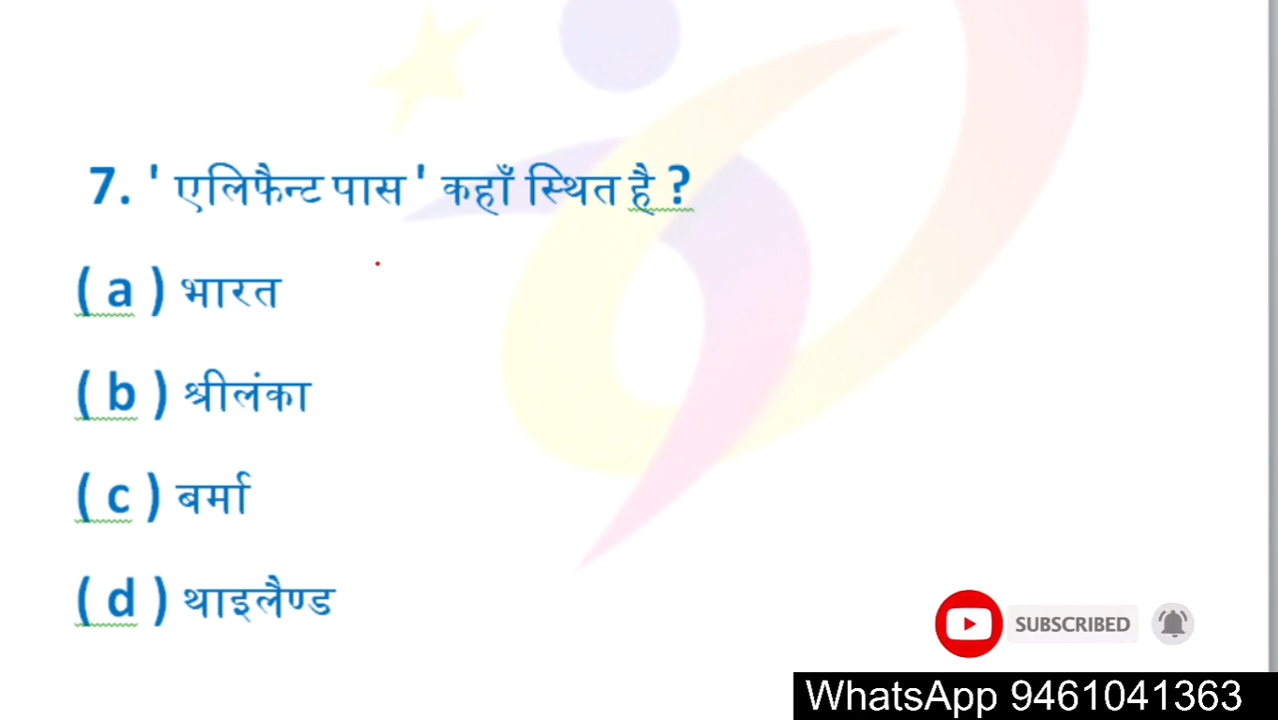 7. ' एलिफैन्ट पास ' कहाँ स्थित है ?
( a ) भारत
( b ) श्रीलंका
( c ) बर्मा
( d ) थाइलैण्ड
SUBSCRIBED
WhatsApp 9461041363